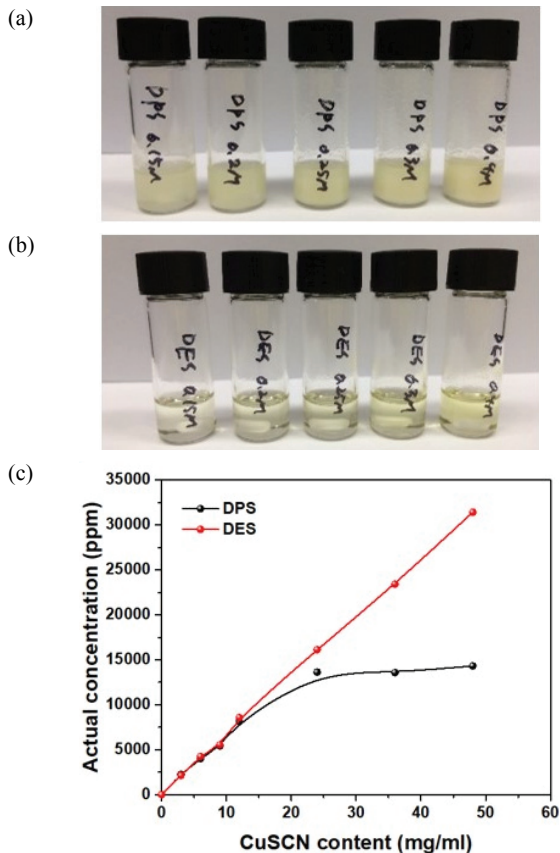 (a)
DPS 0.15M
DPS 0.2M
DPS 0.25M
DPS 0.3M
DPS 0.4M
(b)
DES 0.15M
DES 0.2M
DES 0.25M
DES 0.3M
DES
(c)
35000
30000
25000
20000
15000
10000
5000
0
Actual concentration (ppm)
DPS
DES
0 10 20 30 40 50 60
CuSCN content (mg/ml)